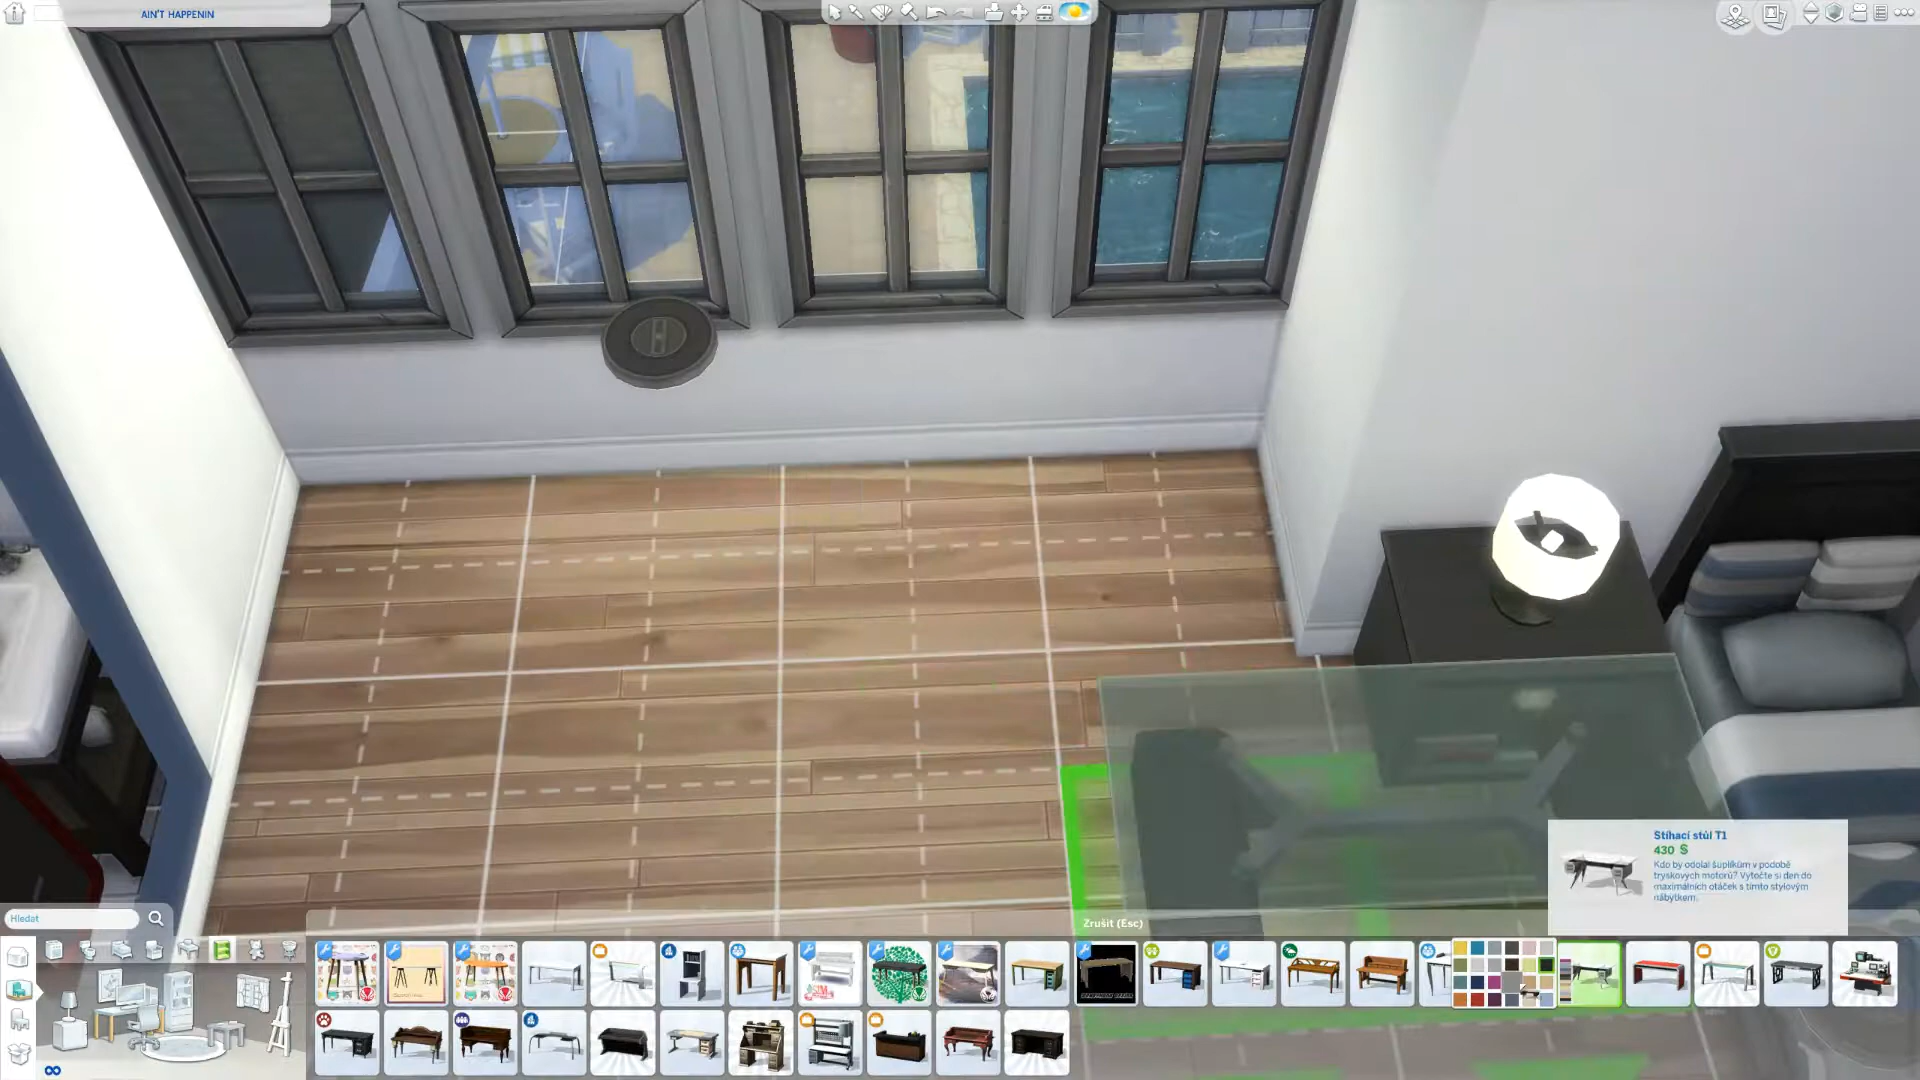 AIN'T HAPPENIN
Stíhací stůl T1
430 $
Kdo by odolal šuplíkům v podobě
tryskových motorů? Vytočte si den do
maximálních otáček s tímto stylovým
nábytkem.
Zrušit (Esc)
Hledat